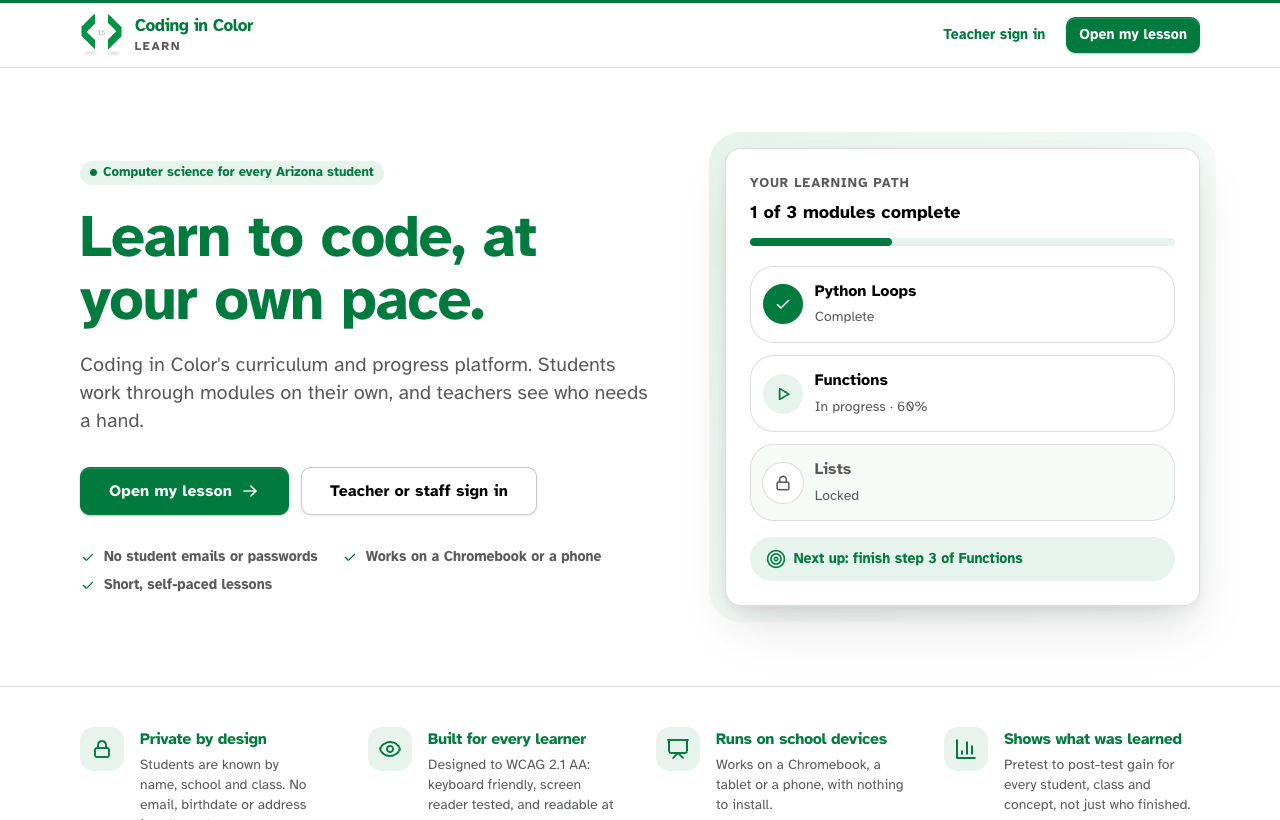 Coding in Color
LEARN
Teacher sign in
Open my lesson
Computer science for every Arizona student
Learn to code, at
your own pace.
Coding in Color's curriculum and progress platform. Students
work through modules on their own, and teachers see who needs
a hand.
Open my lesson
Teacher or staff sign in
No student emails or passwords
Works on a Chromebook or a phone
Short, self-paced lessons
YOUR LEARNING PATH
1 of 3 modules complete
Python Loops
Complete
Functions
In progress · 60%
Lists
Locked
Next up: finish step 3 of Functions
Private by design
Students are known by
name, school and class. No
email, birthdate or address
Built for every learner
Designed to WCAG 2.1 AA:
keyboard friendly, screen
reader tested, and readable at
Runs on school devices
Works on a Chromebook, a
tablet or a phone, with nothing
to install.
Shows what was learned
Pretest to post-test gain for
every student, class and
concept, not just who finished.